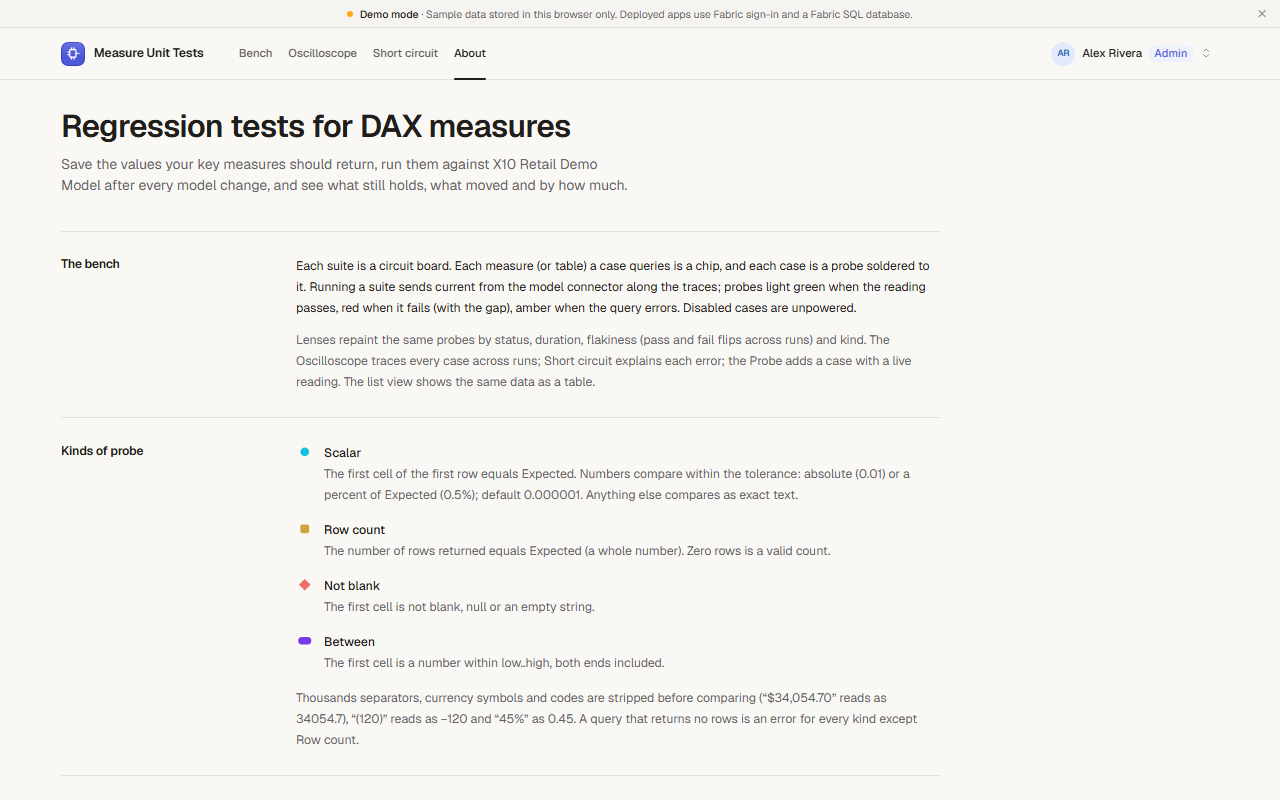 Demo mode · Sample data stored in this browser only. Deployed apps use Fabric sign-in and a Fabric SQL database.
Measure Unit Tests
Bench
Oscilloscope
Short circuit
About
AR
Alex Rivera
Admin
Regression tests for DAX measures
Save the values your key measures should return, run them against X10 Retail Demo
Model after every model change, and see what still holds, what moved and by how much.
The bench
Each suite is a circuit board. Each measure (or table) a case queries is a chip, and each case is a probe soldered to
it. Running a suite sends current from the model connector along the traces; probes light green when the reading
passes, red when it fails (with the gap), amber when the query errors. Disabled cases are unpowered.
Lenses repaint the same probes by status, duration, flakiness (pass and fail flips across runs) and kind. The
Oscilloscope traces every case across runs; Short circuit explains each error; the Probe adds a case with a live
reading. The list view shows the same data as a table.
Kinds of probe
Scalar
The first cell of the first row equals Expected. Numbers compare within the tolerance: absolute (0.01) or a
percent of Expected (0.5%); default 0.000001. Anything else compares as exact text.
Row count
The number of rows returned equals Expected (a whole number). Zero rows is a valid count.
Not blank
The first cell is not blank, null or an empty string.
Between
The first cell is a number within low..high, both ends included.
Thousands separators, currency symbols and codes are stripped before comparing (“$34,054.70” reads as
34054.7), “(120)” reads as −120 and “45%” as 0.45. A query that returns no rows is an error for every kind except
Row count.